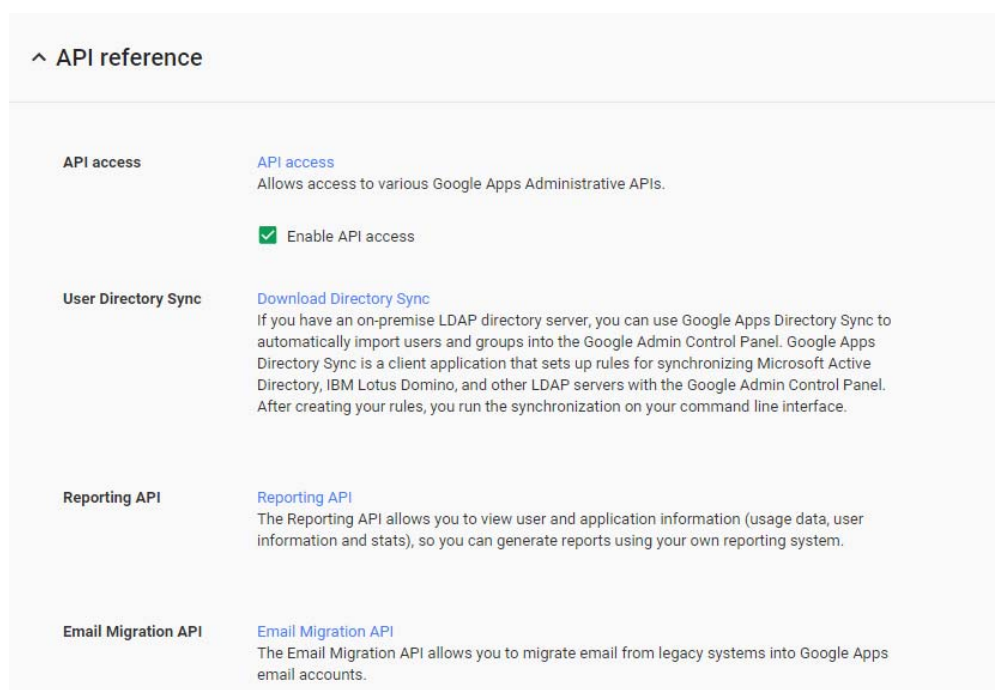 API reference
API access
API access
Allows access to various Google Apps Administrative APIs.
Enable API access
User Directory Sync
Download Directory Sync
If you have an on-premise LDAP directory server, you can use Google Apps Directory Sync to
automatically import users and groups into the Google Admin Control Panel. Google Apps
Directory Sync is a client application that sets up rules for synchronizing Microsoft Active
Directory, IBM Lotus Domino, and other LDAP servers with the Google Admin Control Panel.
After creating your rules, you run the synchronization on your command line interface.
Reporting API
Reporting API
The Reporting API allows you to view user and application information (usage data, user
information and stats), so you can generate reports using your own reporting system.
Email Migration API
Email Migration API
The Email Migration API allows you to migrate email from legacy systems into Google Apps
email accounts.